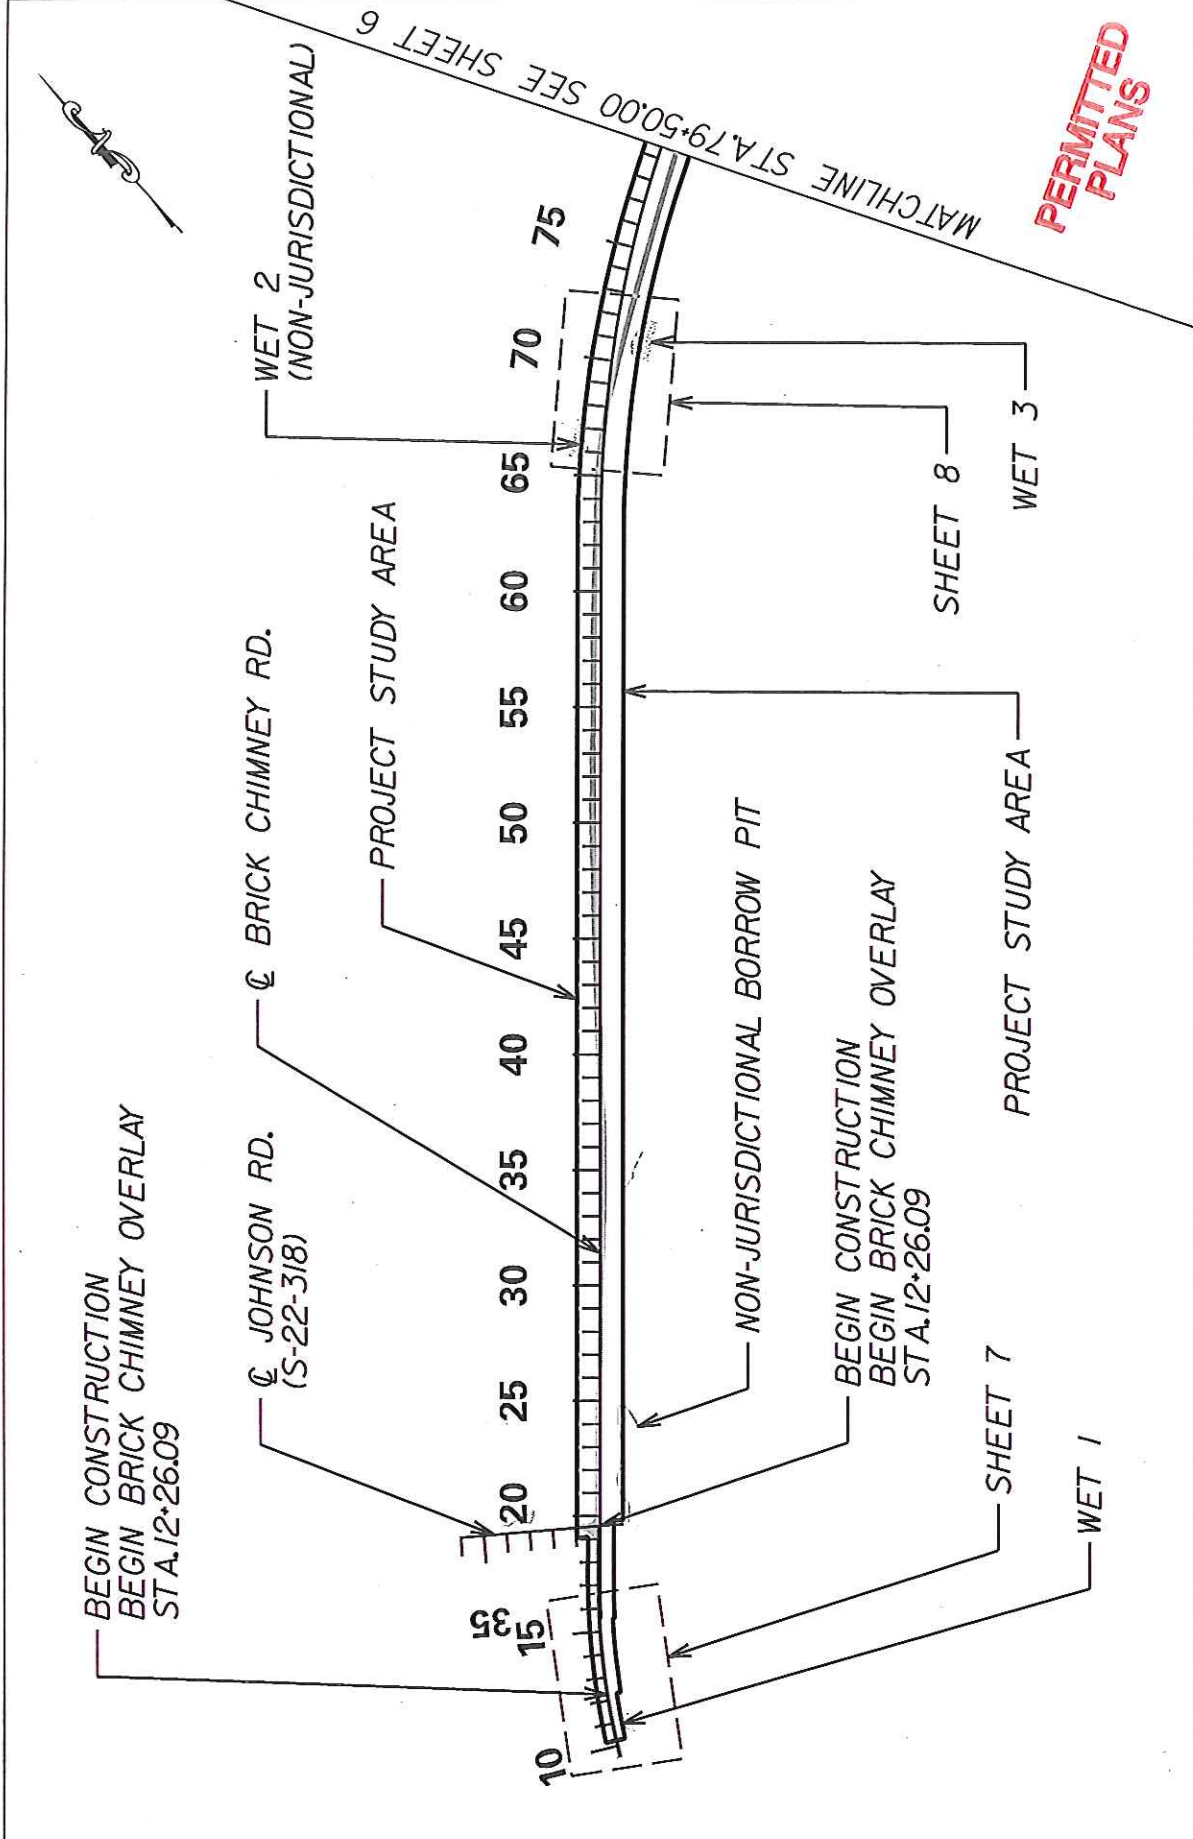 PERMITTED
PLANS
MATCHLINE STA.79+50.00 SEE SHEET 6
WET 2
(NON-JURISDICTIONAL)
PROJECT STUDY AREA
℄ BRICK CHIMNEY RD.
℄ JOHNSON RD.
(S-22-318)
BEGIN CONSTRUCTION
BEGIN BRICK CHIMNEY OVERLAY
STA.12+26.09
10
15
35
20
25
30
35
40
45
50
55
60
65
70
75
NON-JURISDICTIONAL BORROW PIT
BEGIN CONSTRUCTION
BEGIN BRICK CHIMNEY OVERLAY
STA.12+26.09
PROJECT STUDY AREA
SHEET 8
WET 3
SHEET 7
WET 1